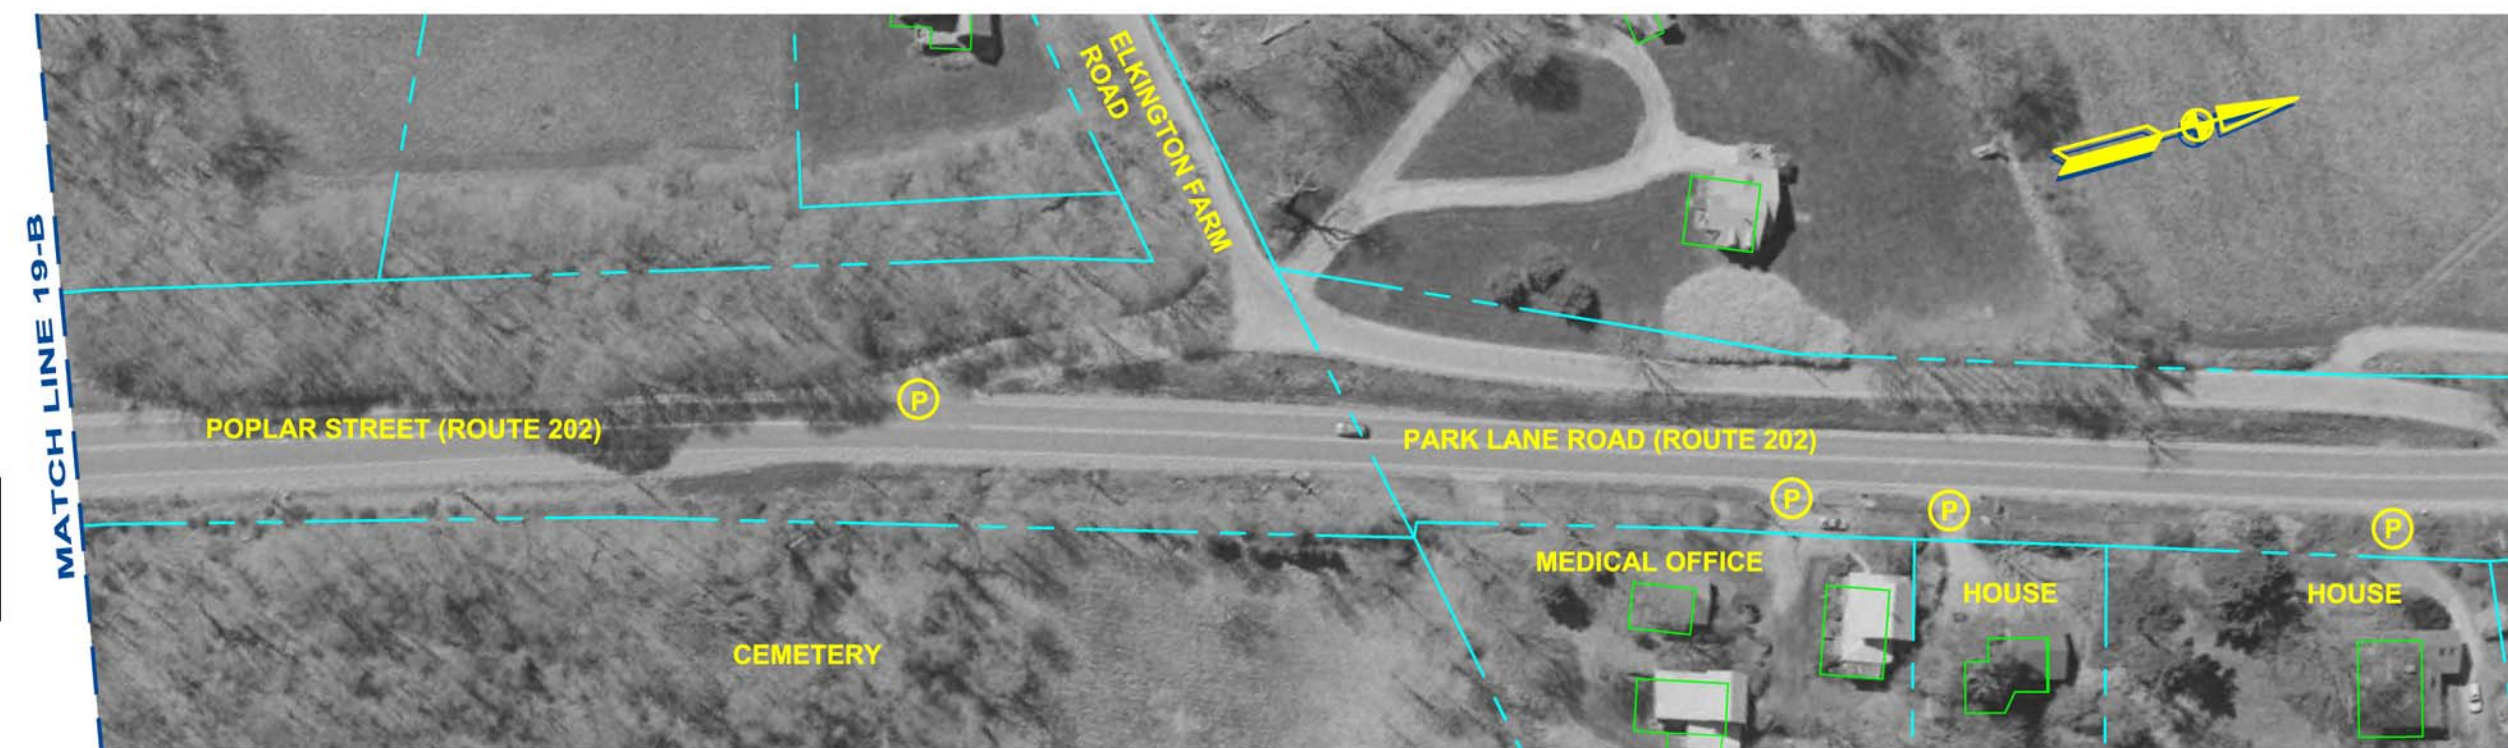 MATCH LINE 19-B
ELKINGTON FARM
ROAD
POPLAR STREET (ROUTE 202)
P
PARK LANE ROAD (ROUTE 202)
P
P
P
MEDICAL OFFICE
HOUSE
HOUSE
CEMETERY